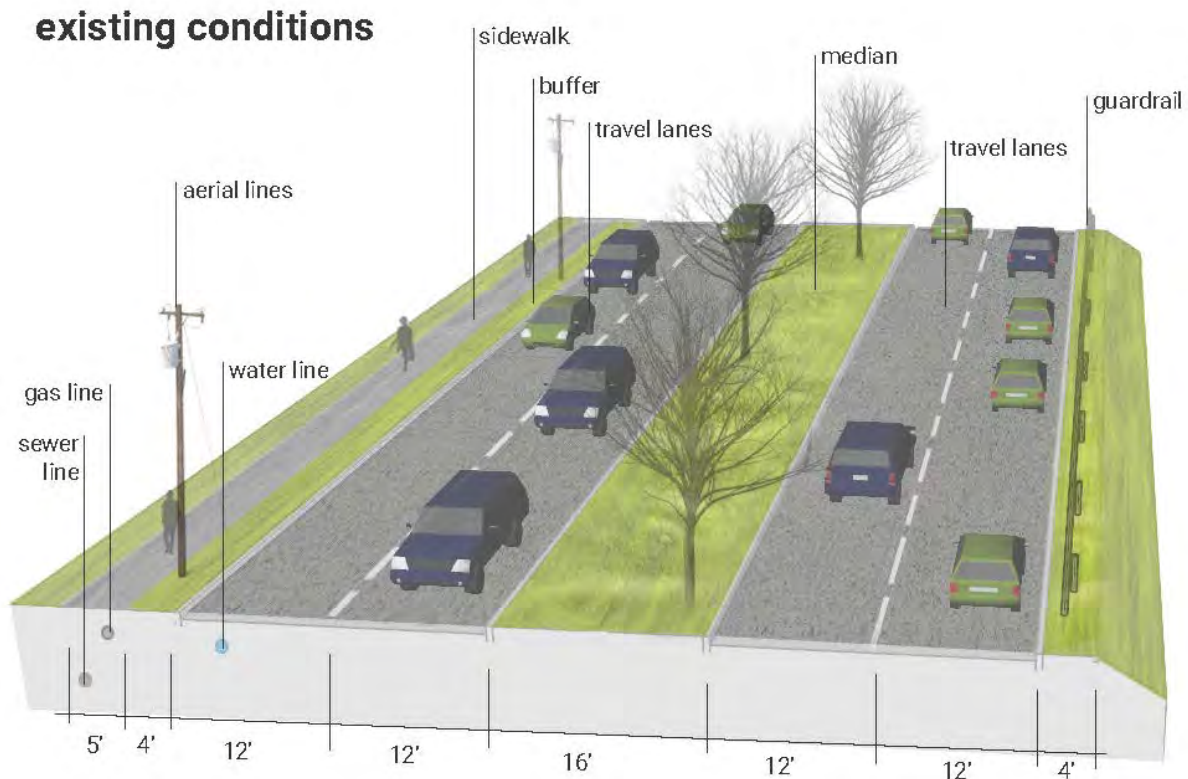 existing conditions
sidewalk
median
buffer
guardrail
travel lanes
travel lanes
aerial lines
water line
gas line
sewer
line
5'
4'
12'
12'
16'
12'
12'
4'